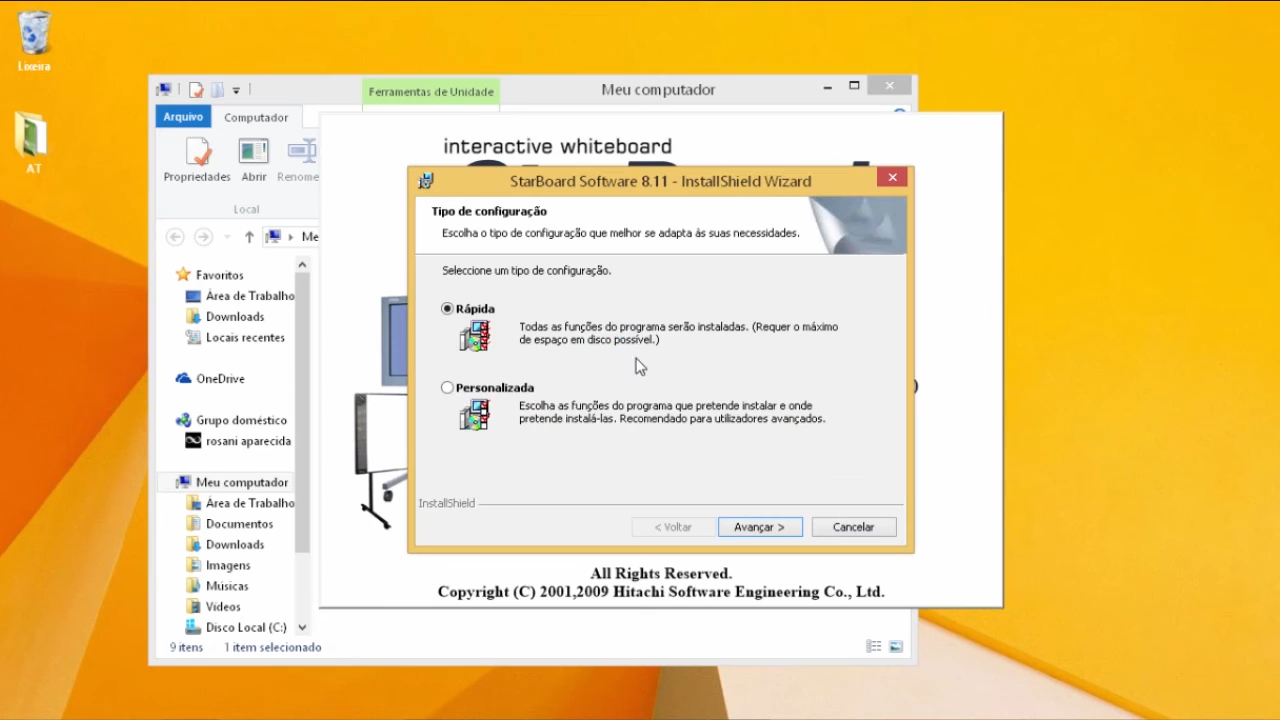 Lixeira
AT
Ferramentas de Unidade
Meu computador
Arquivo
Computador
Propriedades
Abrir
Renome
Local
Me
Favoritos
Área de Trabalho
Downloads
Locais recentes
OneDrive
Grupo doméstico
rosani aparecida
Meu computador
Área de Trabalho
Documentos
Downloads
Imagens
Músicas
Vídeos
Disco Local (C:)
9 itens
1 item selecionado
interactive whiteboard
StarBoard Software 8.11 - InstallShield Wizard
Tipo de configuração
Escolha o tipo de configuração que melhor se adapta às suas necessidades.
Seleccione um tipo de configuração.
Rápida
Todas as funções do programa serão instaladas. (Requer o máximo
de espaço em disco possível.)
Personalizada
Escolha as funções do programa que pretende instalar e onde
pretende instalá-las. Recomendado para utilizadores avançados.
InstallShield
< Voltar
Avançar >
Cancelar
All Rights Reserved.
Copyright (C) 2001,2009 Hitachi Software Engineering Co., Ltd.